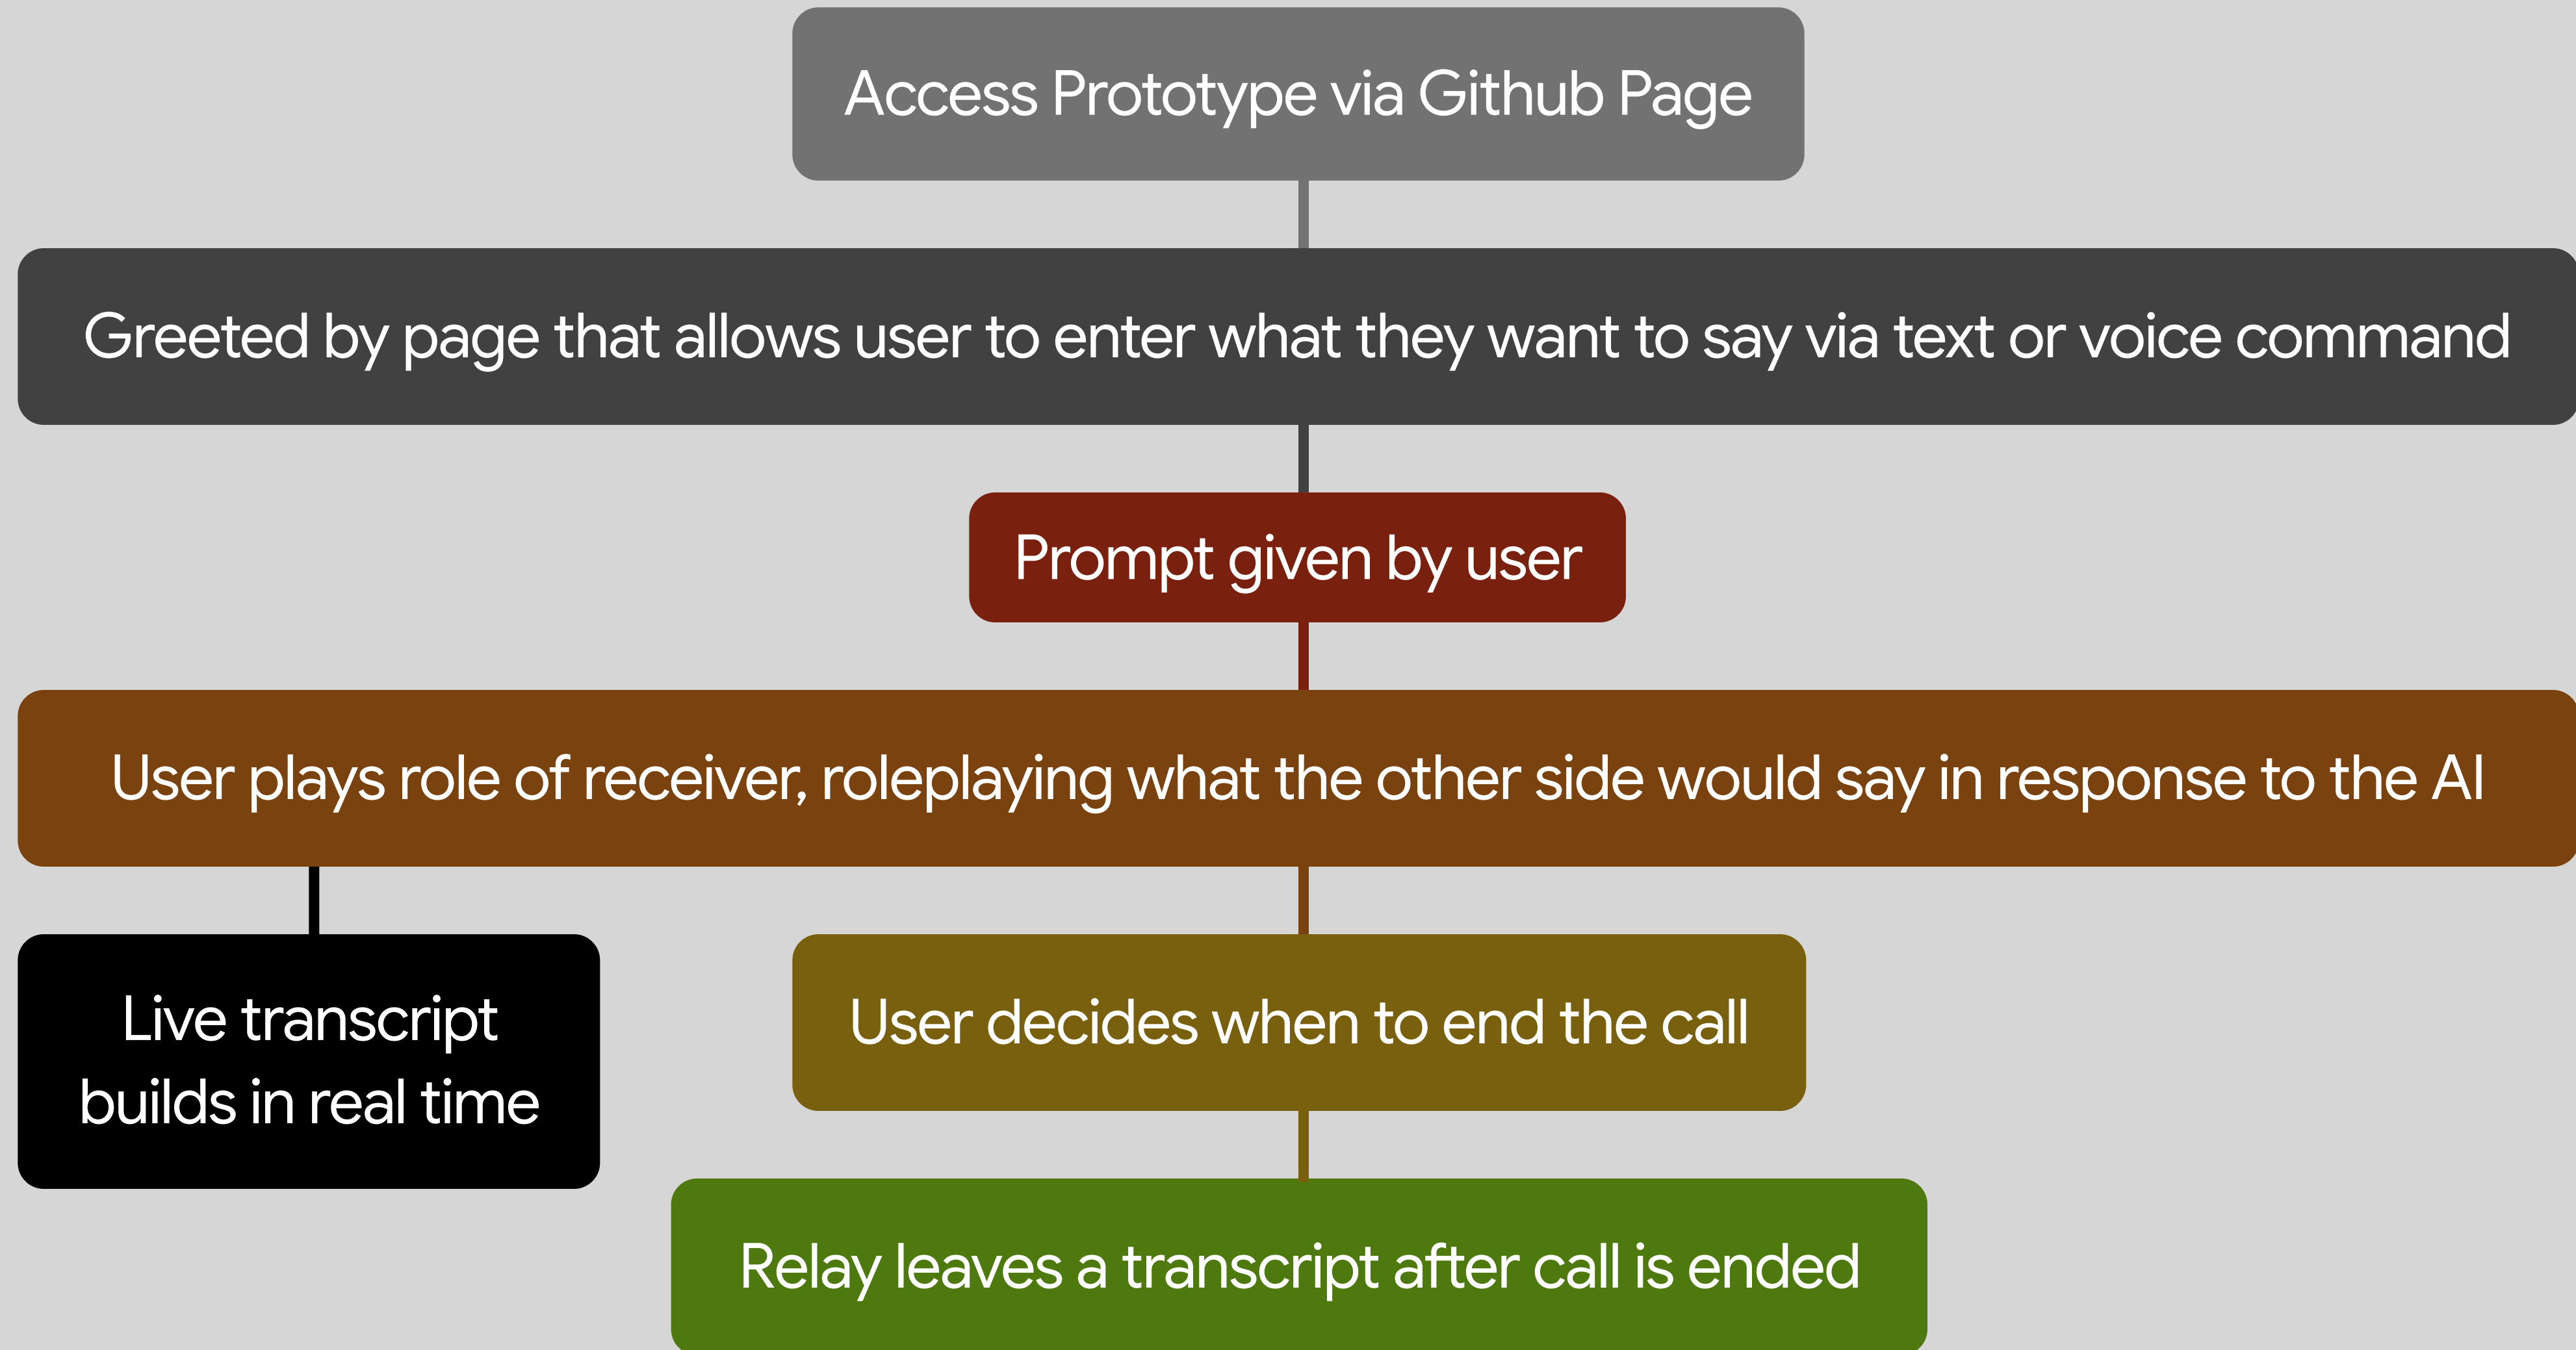 Access Prototype via Github Page
Greeted by page that allows user to enter what they want to say via text or voice command
Prompt given by user
User plays role of receiver, roleplaying what the other side would say in response to the AI
Live transcript
builds in real time
User decides when to end the call
Relay leaves a transcript after call is ended